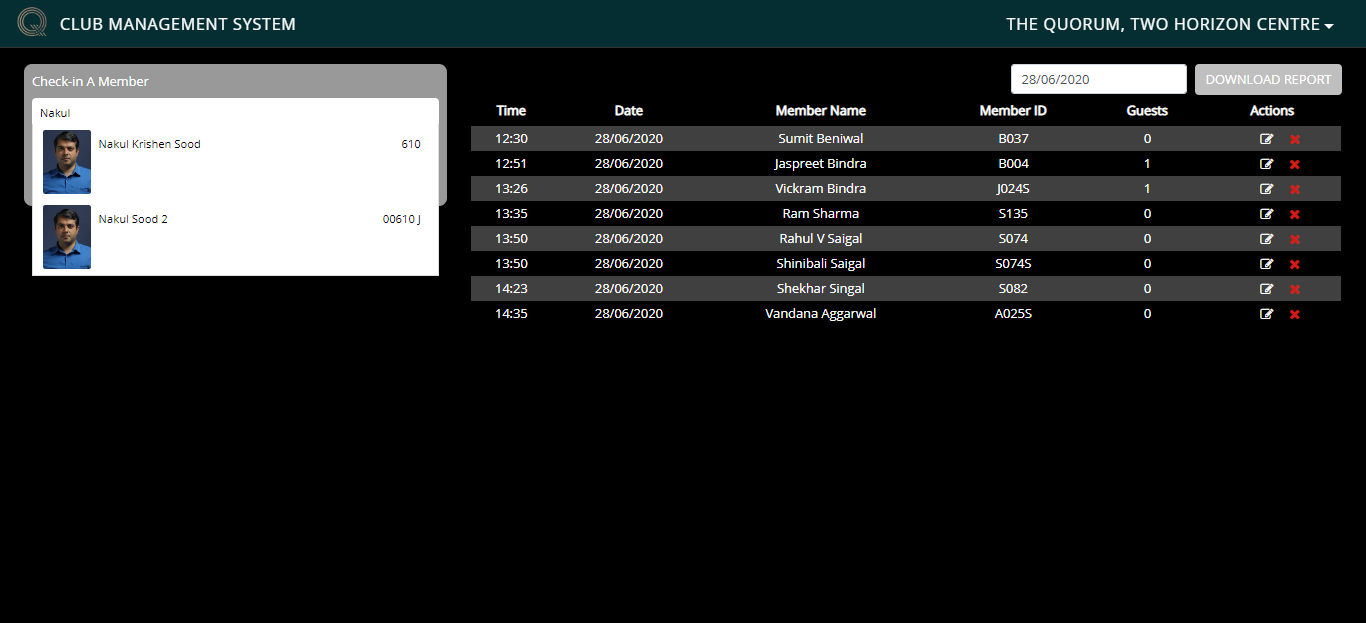 CLUB MANAGEMENT SYSTEM
THE QUORUM, TWO HORIZON CENTRE
Check-in A Member
Nakul
Nakul Krishen Sood 610
Nakul Sood 2 00610 J
28/06/2020 DOWNLOAD REPORT
Time Date Member Name Member ID Guests Actions
12:30 28/06/2020 Sumit Beniwal B037 0
12:51 28/06/2020 Jaspreet Bindra B004 1
13:26 28/06/2020 Vickram Bindra J024S 1
13:35 28/06/2020 Ram Sharma S135 0
13:50 28/06/2020 Rahul V Saigal S074 0
13:50 28/06/2020 Shinibali Saigal S074S 0
14:23 28/06/2020 Shekhar Singal S082 0
14:35 28/06/2020 Vandana Aggarwal A025S 0